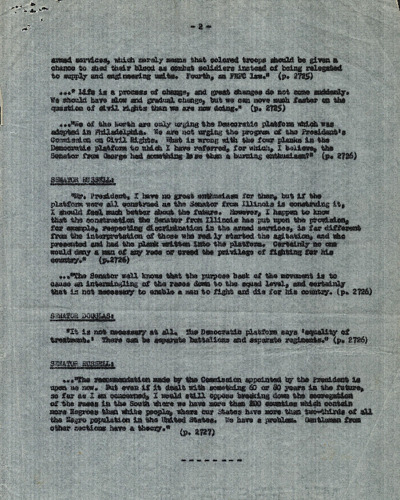 - 2 -
armed services, which merely means that colored troops should be given a
chance to shed their blood as combat soldiers instead of being relegated
to supply and engineering units. Fourth, an FEPC law." (p. 2725)
..." Life is a process of change, and great changes do not come suddenly.
We should have slow and gradual change, but we can move much faster on the
question of civil rights than we are now doing." (p. 2725)
..."We of the North are only urging the Democratic platform which was
adopted in Philadelphia. We are not urging the program of the President's
Commission on Civil Rights. What is wrong with the four planks in the
Democratic platform to which I have referred, for which, I believe, the
Senator from Georgia had something less than a burning enthusiasm?" (p. 2726)
SENATOR RUSSELL:
"Mr. President, I have no great enthusiasm for them, but if the
platform were all construed as the Senator from Illinois is construing it,
I should feel much better about the future. However, I happen to know
that the construction the Senator from Illinois has put upon the provision,
for example, respecting discrimination in the armed services, is far different
from the interpretation of those who really started the agitation, and who
presented and had the plank written into the platform. Certainly no one
would deny a man of any race or creed the privilege of fighting for his
country." (p.2726)
..."The Senator well knows that the purpose back of the movement is to
cause an intermingling of the races down to the squad level, and certainly
that is not necessary to enable a man to fight and die for his country. (p. 2726)
SENATOR DOUGLAS:
"It is not necessary at all. The Democratic platform says 'equality of
treatment.' There can be separate battalions and separate regiments." (p. 2726)
SENATOR RUSSELL:
..."The recommendation made by the Commission appointed by the President is
upon us now. But even if it dealt with something 60 or 80 years in the future,
so far as I am concerned, I would still oppose breaking down the segregation
of the races in the South where we have more than 200 counties which contain
more Negroes than white people, where our States have more than two-thirds of all
the Negro population in the United States. We have a problem. Gentlemen from
other sections have a theory."
(p. 2727)
- - - - - - - -